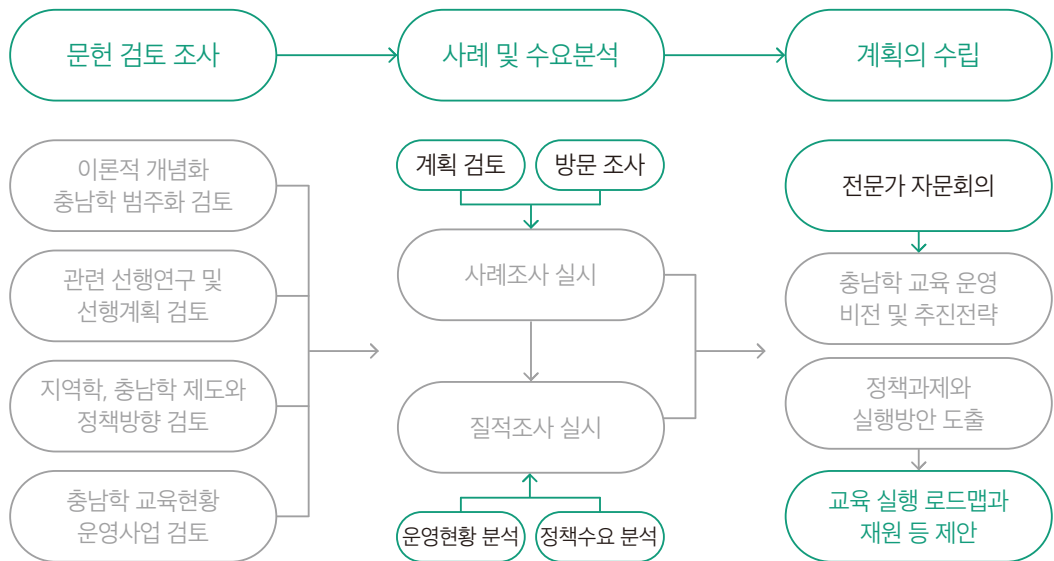 문헌 검토 조사
사례 및 수요분석
계획의 수립
이론적 개념화
충남학 범주화 검토
관련 선행연구 및
선행계획 검토
지역학, 충남학 제도와
정책방향 검토
충남학 교육현황
운영사업 검토
계획 검토
방문 조사
사례조사 실시
질적조사 실시
운영현황 분석
정책수요 분석
전문가 자문회의
충남학 교육 운영
비전 및 추진전략
정책과제와
실행방안 도출
교육 실행 로드맵과
재원 등 제안